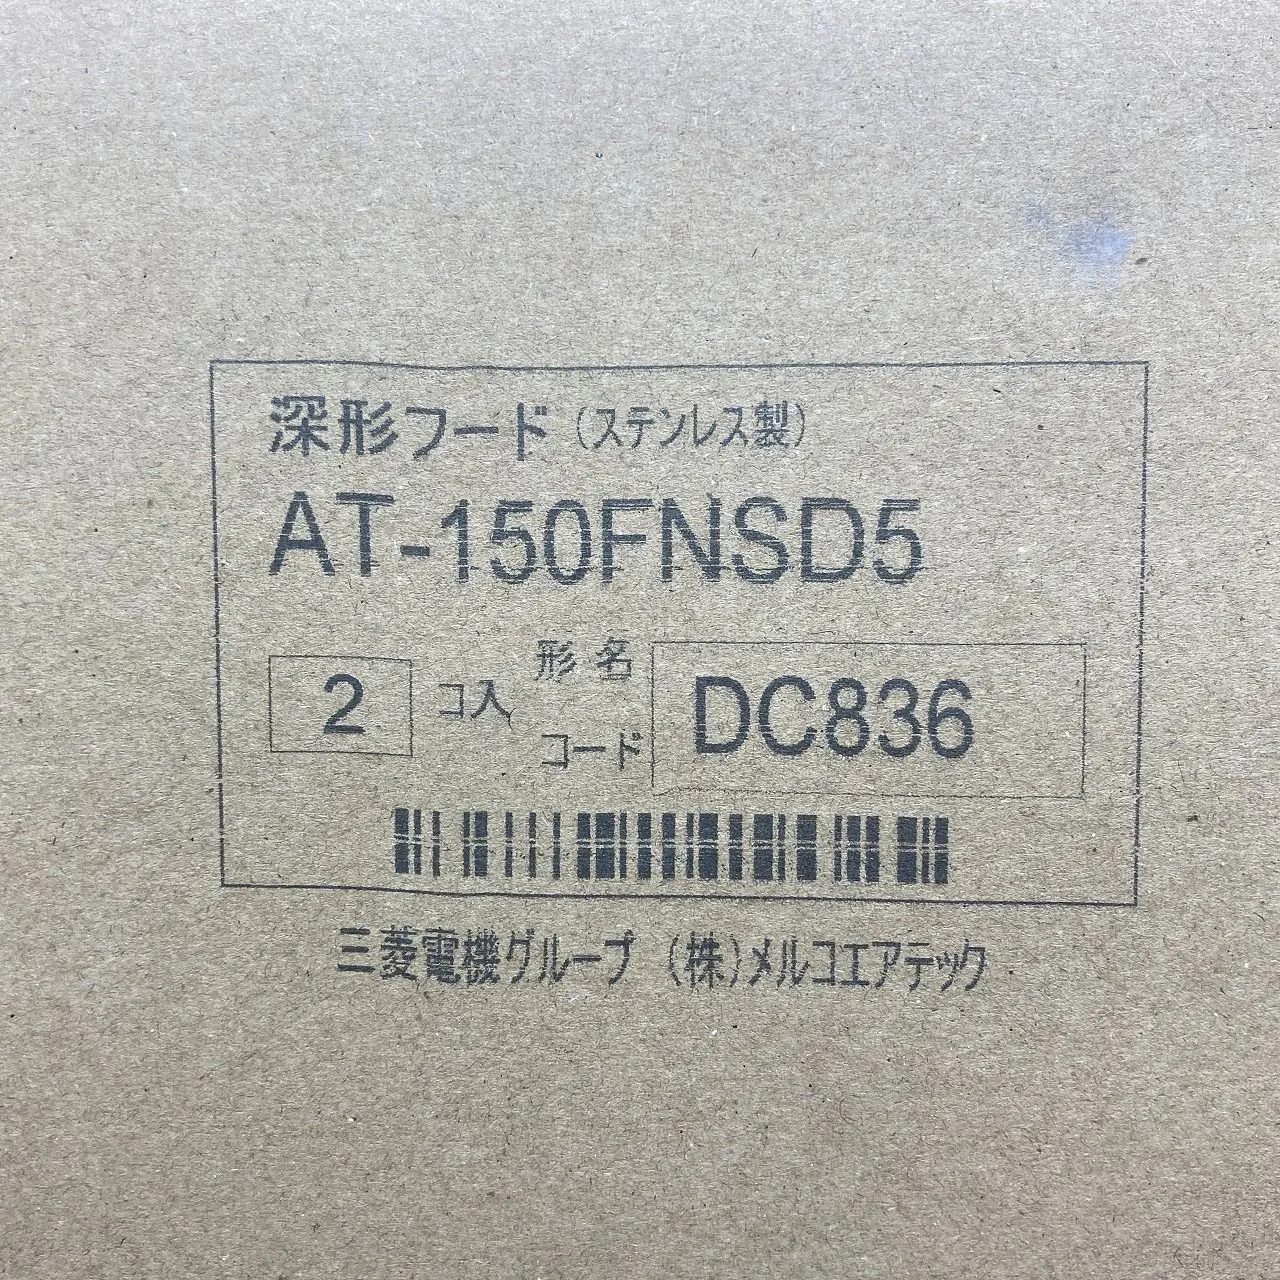 深形フード（ステンレス製）
AT-150FNSD5
2 コ入
形名
コード
DC836
三菱電機グループ （株）メルコエアテック